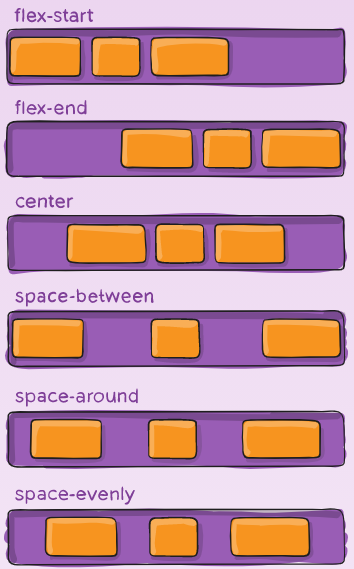 flex-start
flex-end
center
space-between
space-around
space-evenly